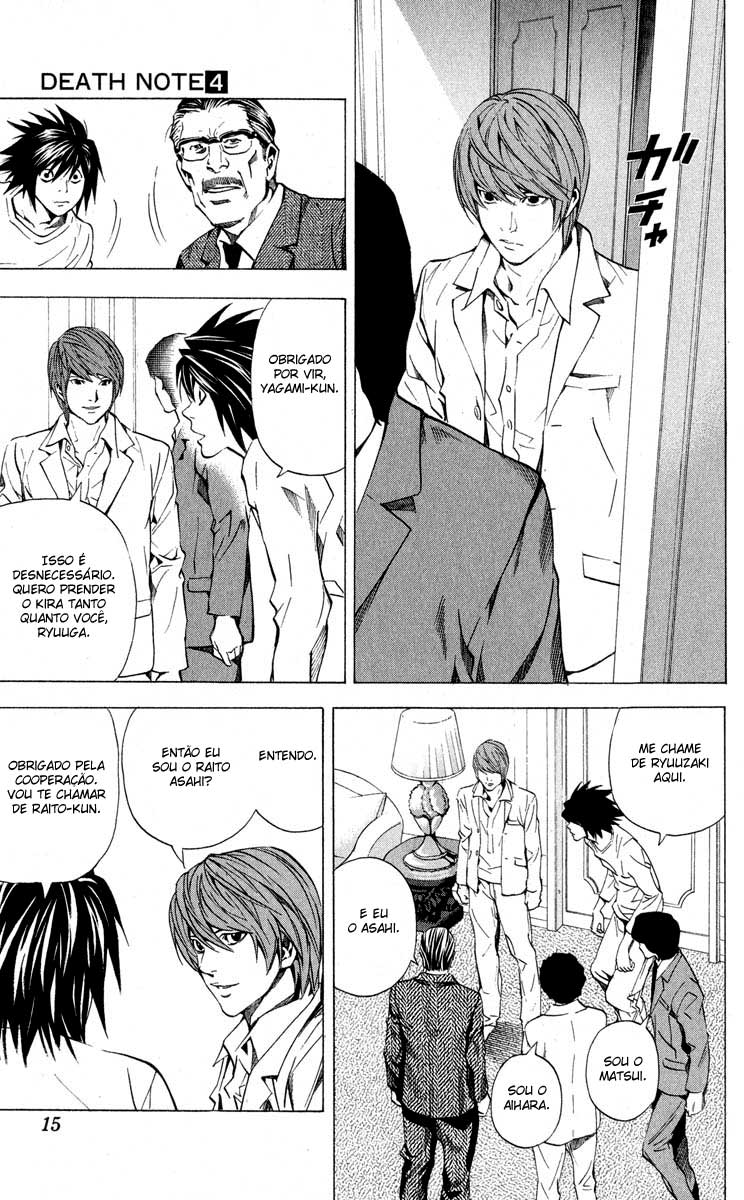 DEATH NOTE 4
ガチャ
OBRIGADO
POR VIR,
YAGAMI-KUN.
ISSO É
DESNECESSÁRIO.
QUERO PRENDER
O KIRA TANTO
QUANTO VOCÊ,
RYUUGA.
ME CHAME
DE RYUUZAKI
AQUI.
SOU O
MATSUI.
SOU O
AIHARA.
E EU
O ASAHI.
ENTENDO.
ENTÃO EU
SOU O RAITO
ASAHI?
OBRIGADO PELA
COOPERAÇÃO.
VOU TE CHAMAR
DE RAITO-KUN.
15